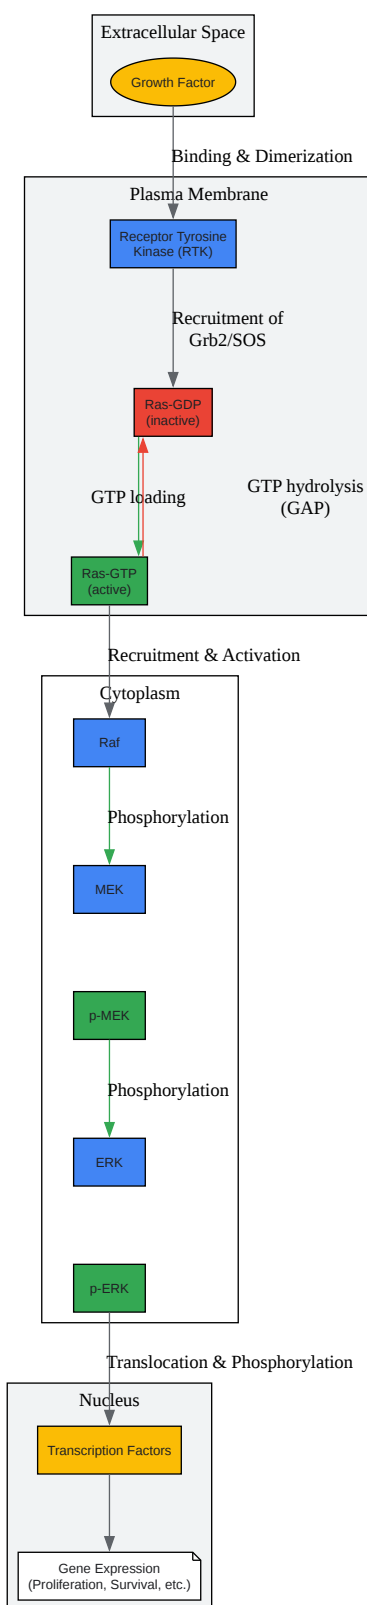 Extracellular Space
Growth Factor
Binding & Dimerization
Plasma Membrane
Receptor Tyrosine
Kinase (RTK)
Recruitment of
Grb2/SOS
Ras-GDP
(inactive)
GTP loading
GTP hydrolysis
(GAP)
Ras-GTP
(active)
Recruitment & Activation
Cytoplasm
Raf
Phosphorylation
MEK
p-MEK
Phosphorylation
ERK
p-ERK
Translocation & Phosphorylation
Nucleus
Transcription Factors
Gene Expression
(Proliferation, Survival, etc.)